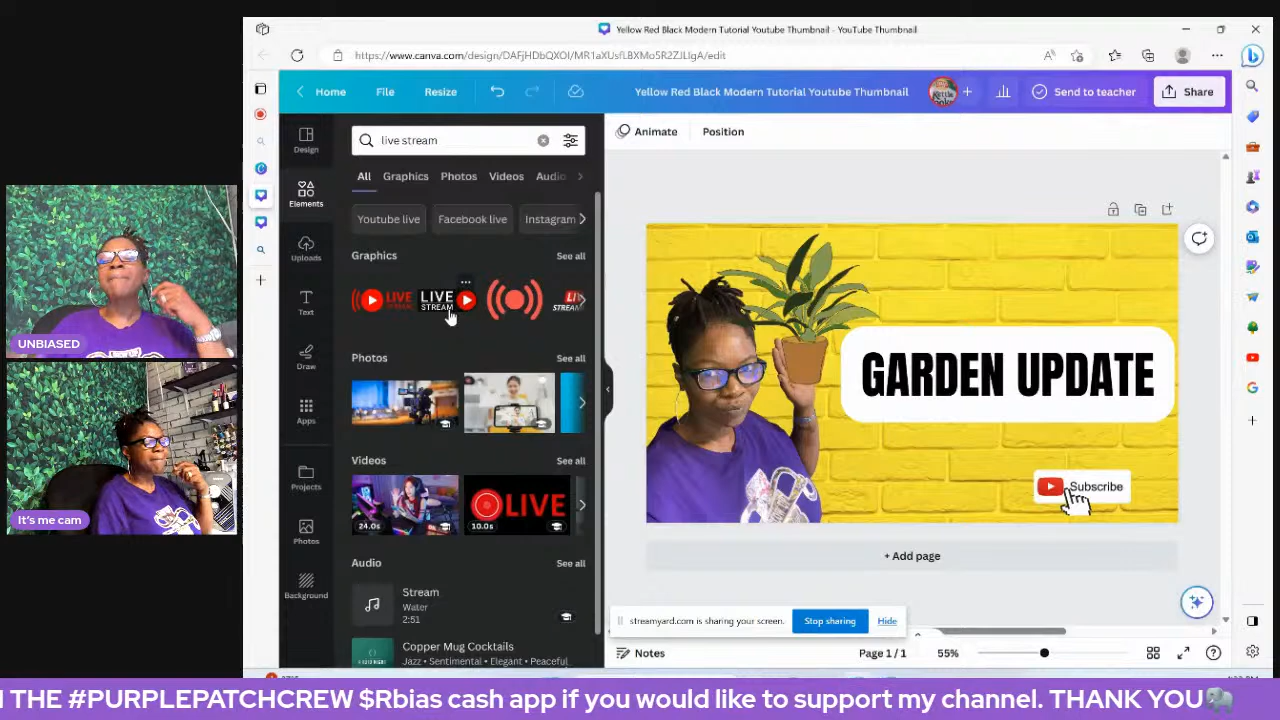 Yellow Red Black Modern Tutorial Youtube Thumbnail - YouTube Thumbnail
https://www.canva.com/design/DAFjHDbQXOI/MR1aXUsfLBXMo5R2ZJLIgA/edit
Home File Resize Yellow Red Black Modern Tutorial Youtube Thumbnail Send to teacher Share
Design
Elements
Uploads
Text
Draw
Apps
Projects
Photos
Background
live stream
All Graphics Photos Videos Audio
Youtube live Facebook live Instagram
Graphics See all
LIVE STREAM
LIVE STREAM
LIVE STREAM
Photos See all
Videos See all
24.0s
LIVE
10.0s
Audio See all
Stream
Water
2:51
Copper Mug Cocktails
Jazz • Sentimental • Elegant • Peaceful
Animate Position
GARDEN UPDATE
Subscribe
+ Add page
streamyard.com is sharing your screen. Stop sharing Hide
Notes Page 1 / 1 55%
UNBIASED
It's me cam
THE #PURPLEPATCHCREW $Rbias cash app if you would like to support my channel. THANK YOU